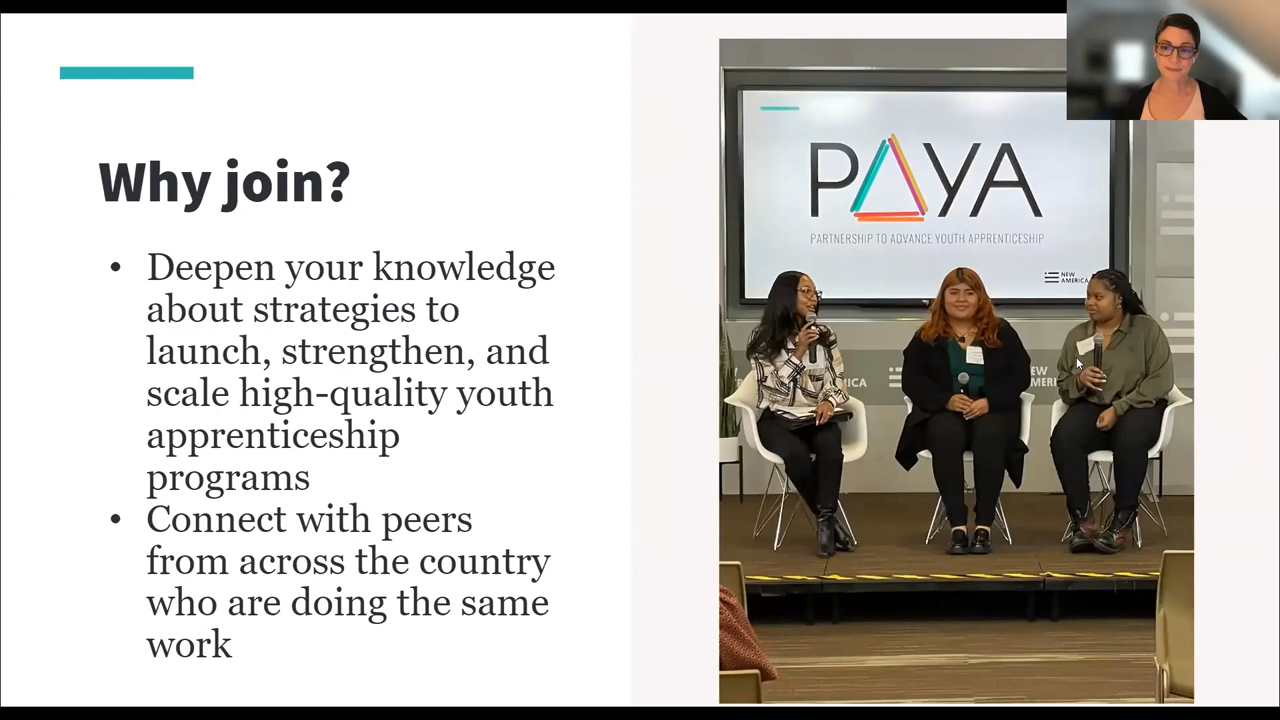 Why join?
• Deepen your knowledge
about strategies to
launch, strengthen, and
scale high-quality youth
apprenticeship
programs
• Connect with peers
from across the country
who are doing the same
work
PAYA
PARTNERSHIP TO ADVANCE YOUTH APPRENTICESHIP
NEW
AMERICA
NEW